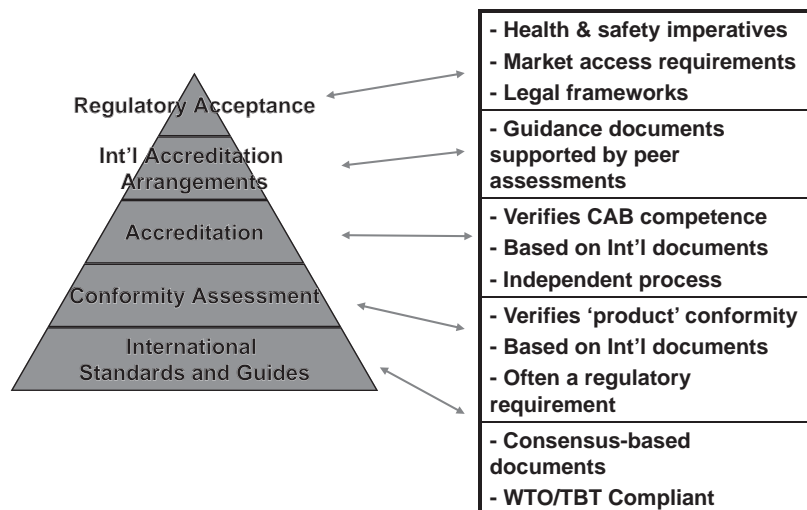 Regulatory Acceptance
Int'l Accreditation
Arrangements
Accreditation
Conformity Assessment
International
Standards and Guides
- Health & safety imperatives
- Market access requirements
- Legal frameworks
- Guidance documents
supported by peer
assessments
- Verifies CAB competence
- Based on Int'l documents
- Independent process
- Verifies ‘product’ conformity
- Based on Int'l documents
- Often a regulatory
requirement
- Consensus-based
documents
- WTO/TBT Compliant